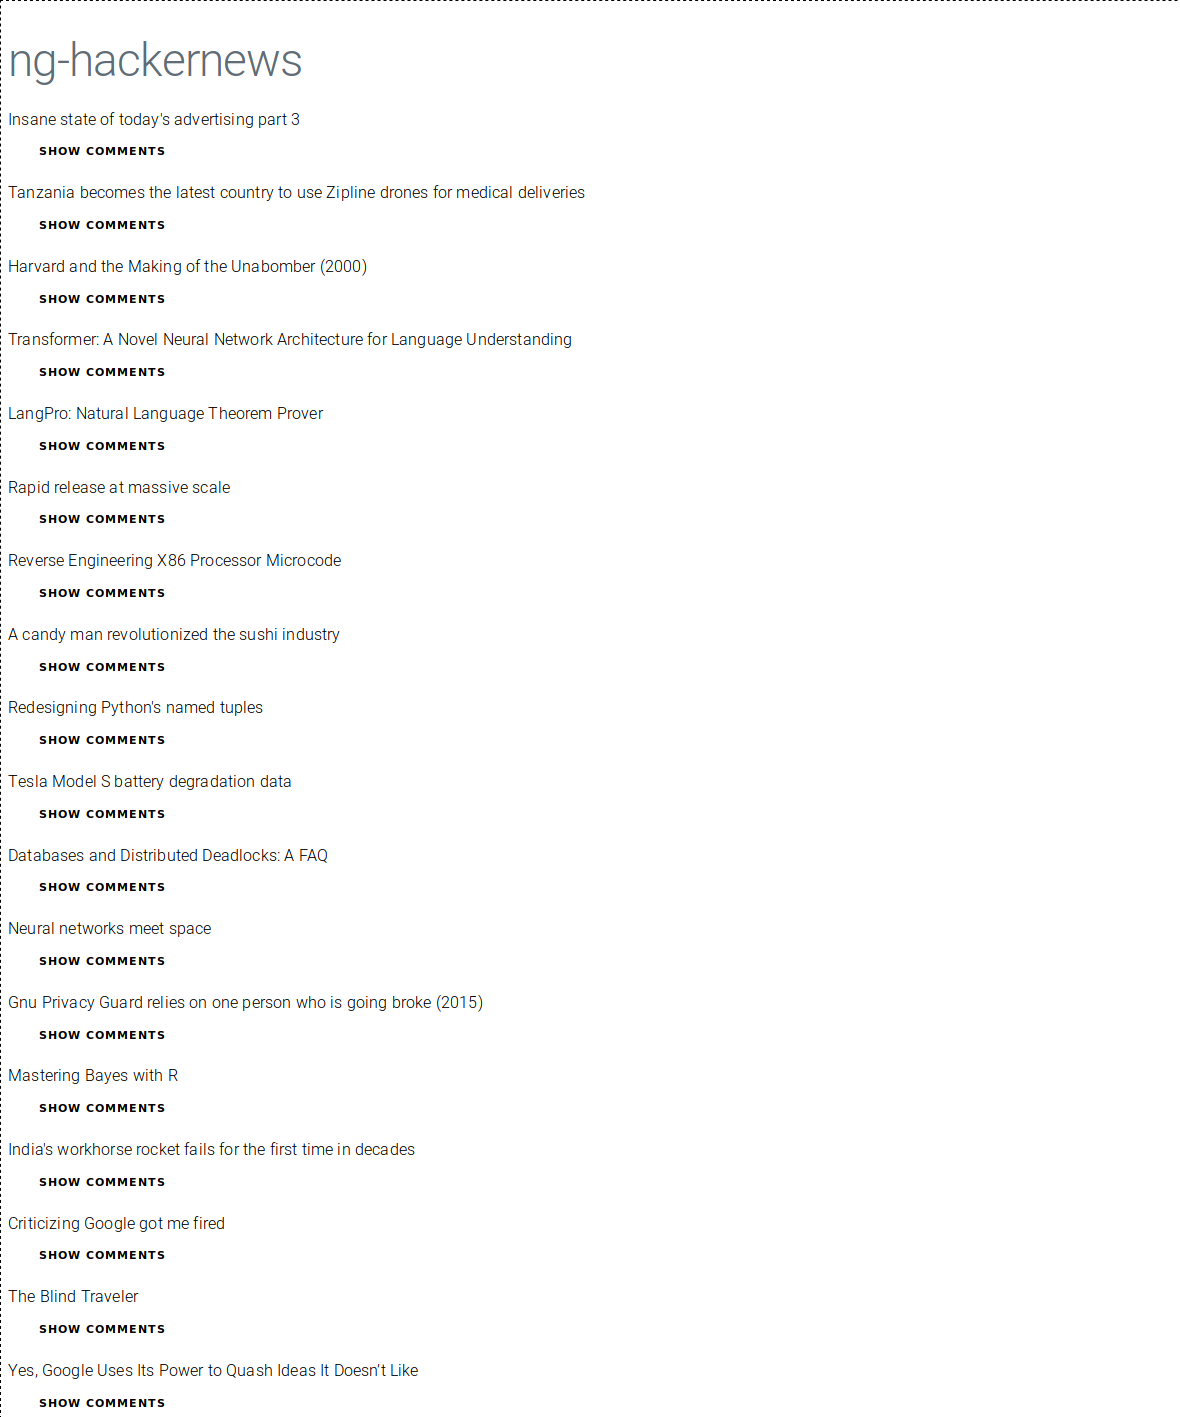 ng-hackernews
Insane state of today's advertising part 3
SHOW COMMENTS
Tanzania becomes the latest country to use Zipline drones for medical deliveries
SHOW COMMENTS
Harvard and the Making of the Unabomber (2000)
SHOW COMMENTS
Transformer: A Novel Neural Network Architecture for Language Understanding
SHOW COMMENTS
LangPro: Natural Language Theorem Prover
SHOW COMMENTS
Rapid release at massive scale
SHOW COMMENTS
Reverse Engineering X86 Processor Microcode
SHOW COMMENTS
A candy man revolutionized the sushi industry
SHOW COMMENTS
Redesigning Python's named tuples
SHOW COMMENTS
Tesla Model S battery degradation data
SHOW COMMENTS
Databases and Distributed Deadlocks: A FAQ
SHOW COMMENTS
Neural networks meet space
SHOW COMMENTS
Gnu Privacy Guard relies on one person who is going broke (2015)
SHOW COMMENTS
Mastering Bayes with R
SHOW COMMENTS
India's workhorse rocket fails for the first time in decades
SHOW COMMENTS
Criticizing Google got me fired
SHOW COMMENTS
The Blind Traveler
SHOW COMMENTS
Yes, Google Uses Its Power to Quash Ideas It Doesn't Like
SHOW COMMENTS